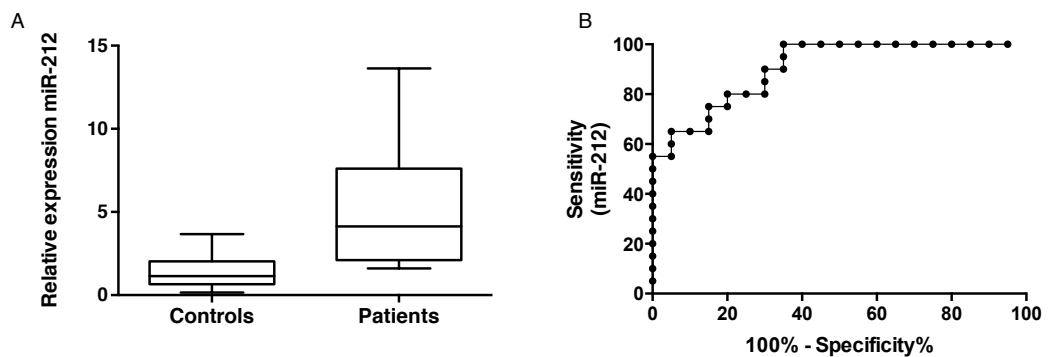 A
Relative expression miR-212
15
10
5
0
Controls
Patients
B
Sensitivity
(miR-212)
100
80
60
40
20
0
0
20
40
60
80
100
100% - Specificity%